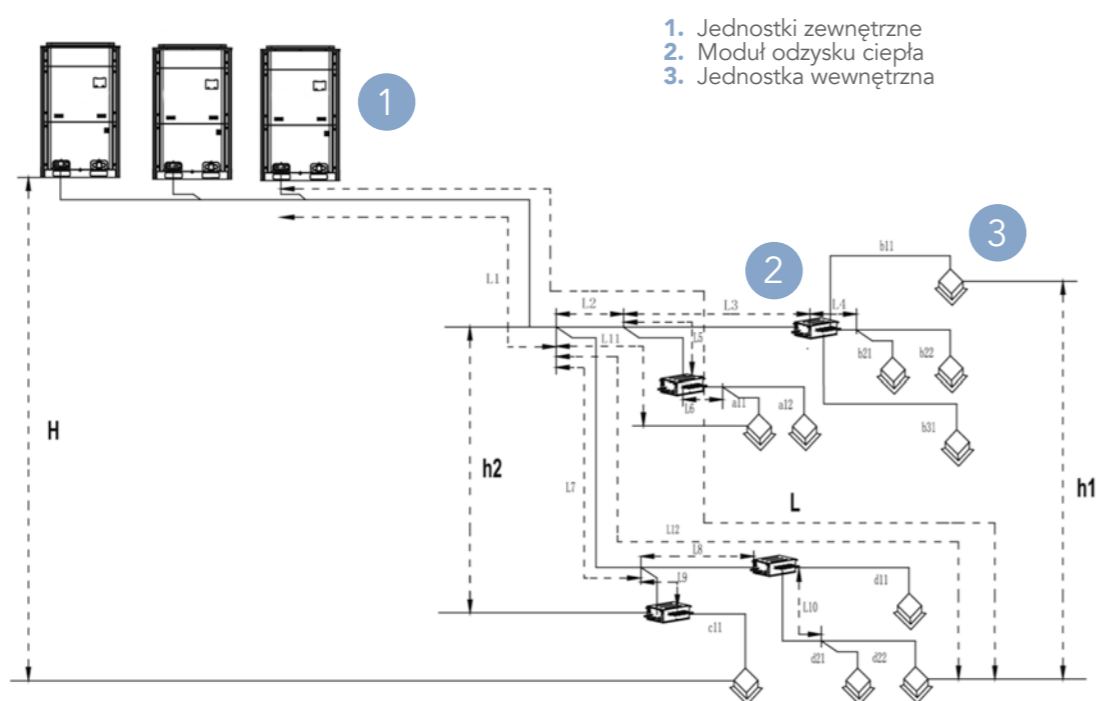 1. Jednostki zewnętrzne
2. Moduł odzysku ciepła
3. Jednostka wewnętrzna
1
3
2
b11
L1
L2
L3
L4
L11
L5
b21
b22
L6
a11
a12
H
b31
h2
h1
L7
L
L12
L8
L9
d11
L10
c11
d21
d22